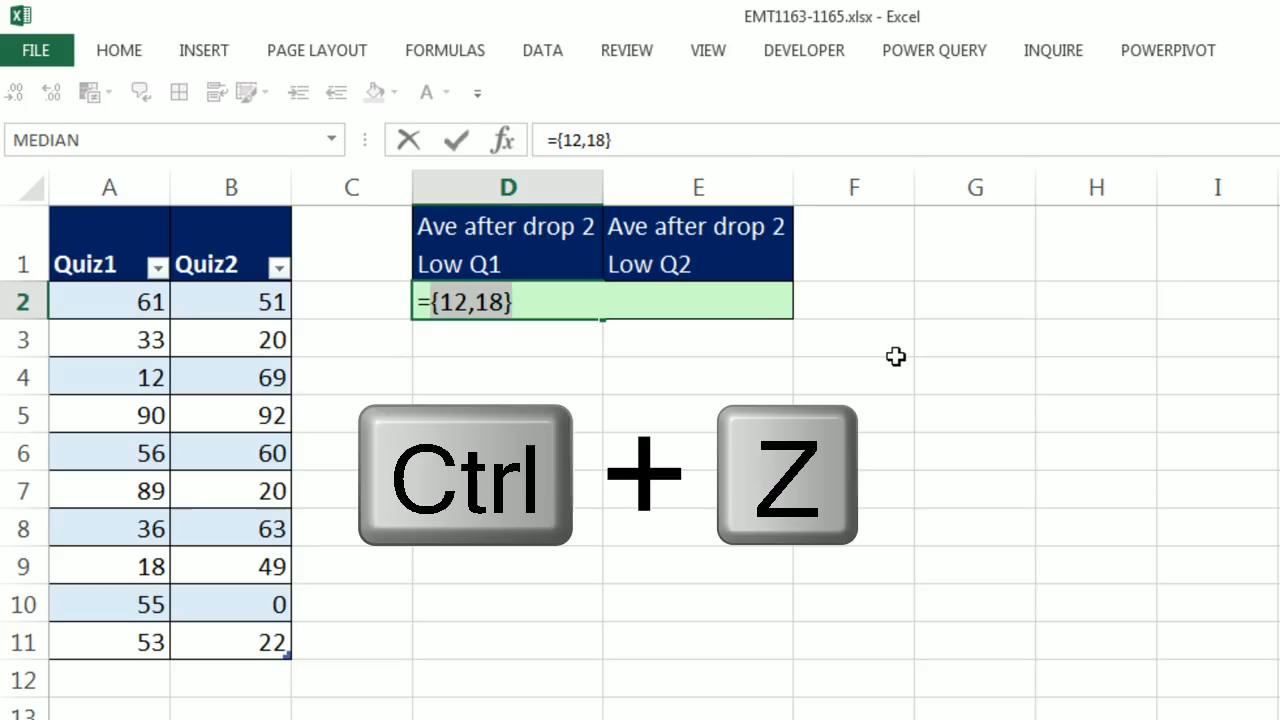 EMT1163-1165.xlsx - Excel
FILE HOME INSERT PAGE LAYOUT FORMULAS DATA REVIEW VIEW DEVELOPER POWER QUERY INQUIRE POWERPIVOT
MEDIAN fx ={12,18}
A B C D E F G H I
Ave after drop 2 Ave after drop 2
1 Quiz1 Quiz2 Low Q1 Low Q2
2 61 51 ={12,18}
3 33 20
4 12 69
5 90 92
6 56 60
7 89 20
8 36 63
9 18 49
10 55 0
11 53 22
12
13
Ctrl + Z